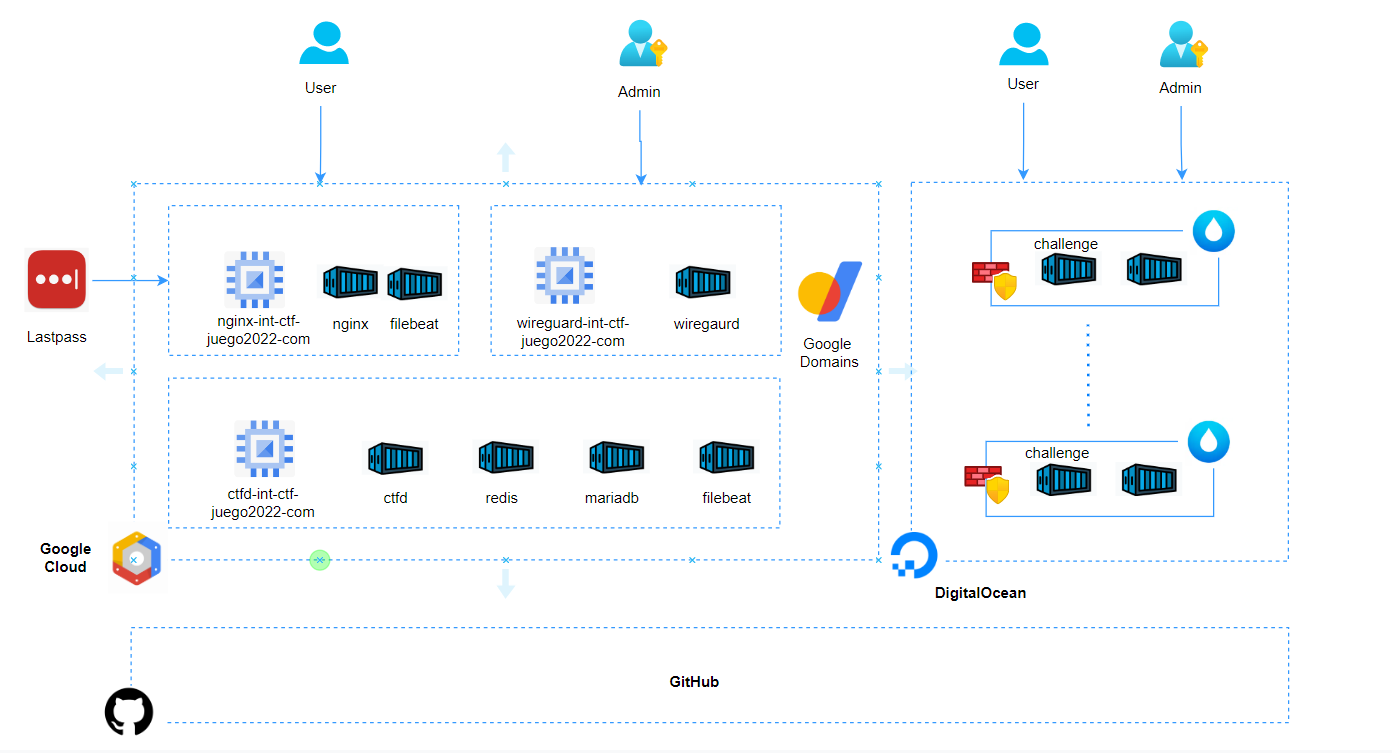 User
Admin
User
Admin
Lastpass
nginx-int-ctf-
juego2022-com
nginx
filebeat
wireguard-int-ctf-
juego2022-com
wiregaurd
Google
Domains
challenge
ctfd-int-ctf-
juego2022-com
ctfd
redis
mariadb
filebeat
challenge
Google
Cloud
DigitalOcean
GitHub